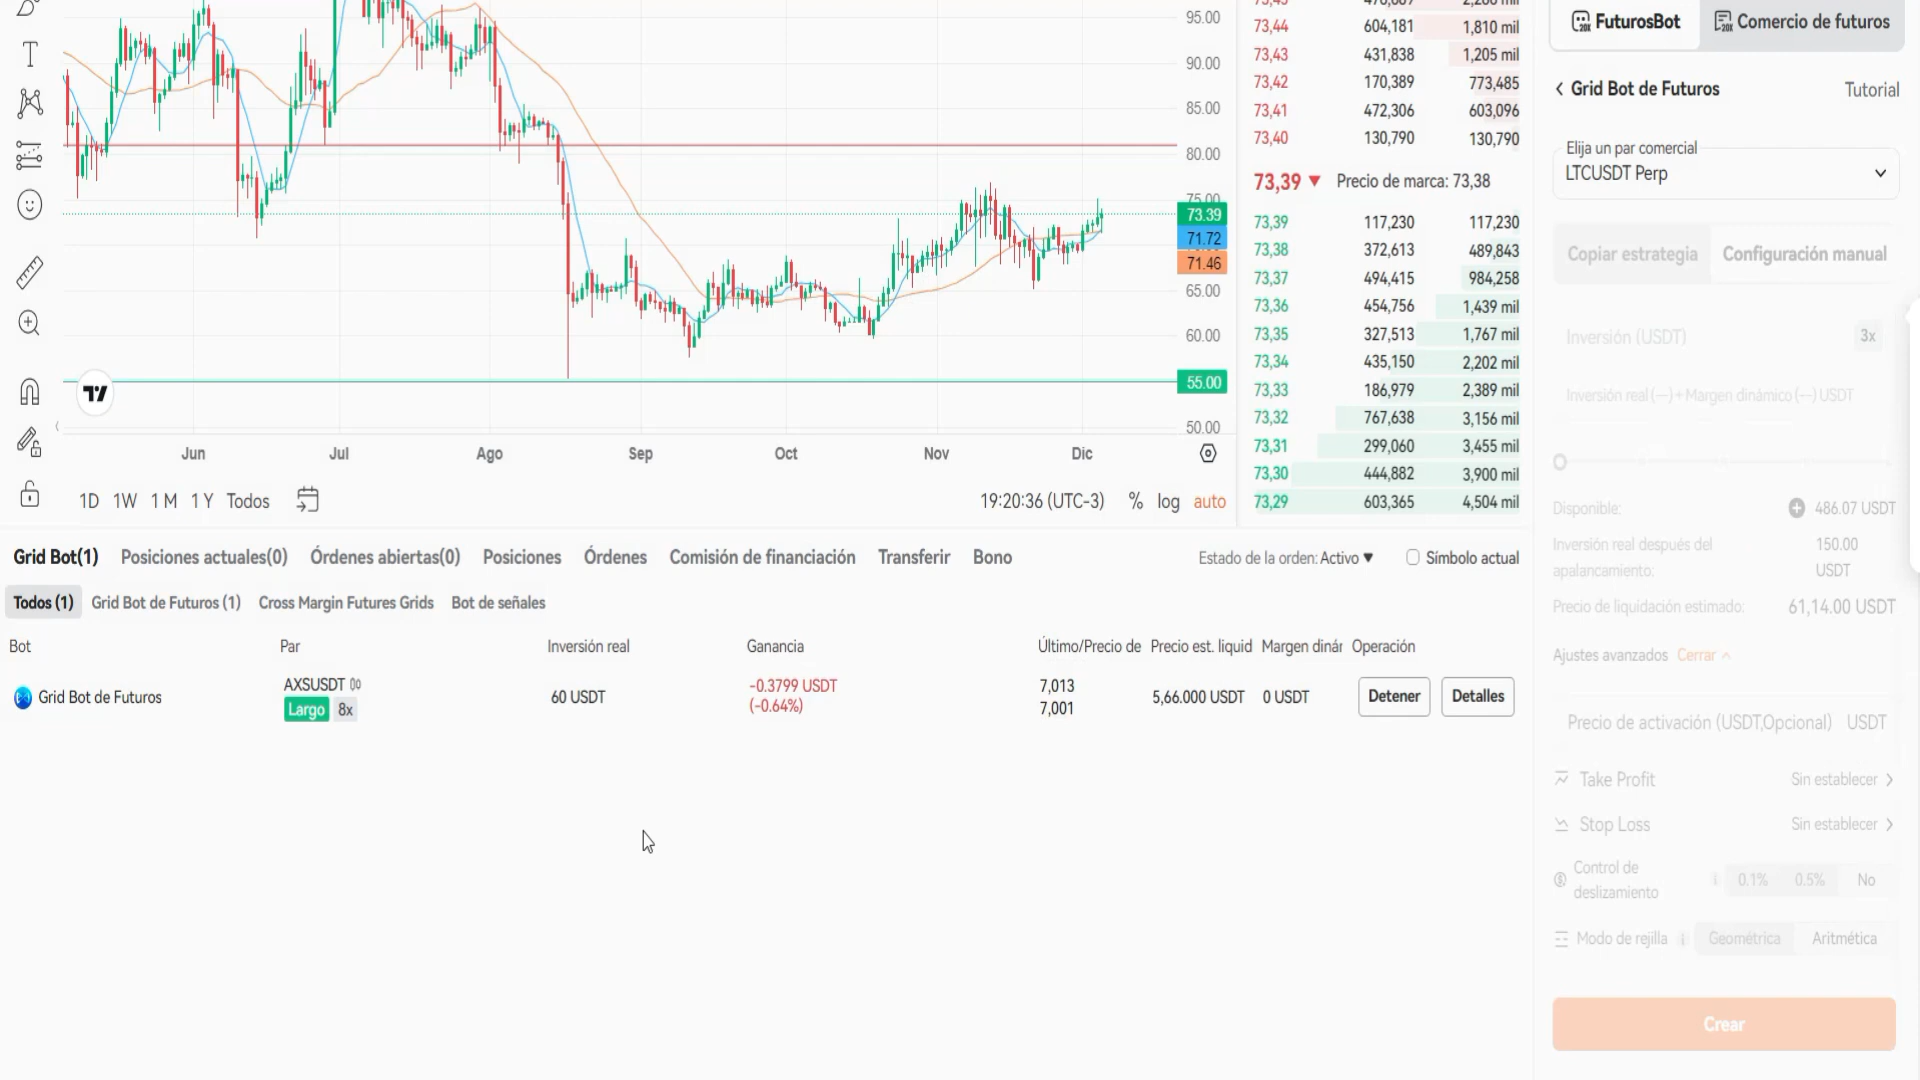 95.00
90.00
85.00
80.00
75.00
73.39
71.72
71.46
65.00
60.00
55.00
50.00
Jun Jul Ago Sep Oct Nov Dic
1D 1W 1 M 1 Y Todos 19:20:36 (UTC-3) % log auto
73,44 604,181 1,810 mil
73,43 431,838 1,205 mil
73,42 170,389 773,485
73,41 472,306 603,096
73,40 130,790 130,790
73,39 ▼ Precio de marca: 73,38
73,39 117,230 117,230
73,38 372,613 489,843
73,37 494,415 984,258
73,36 454,756 1,439 mil
73,35 327,513 1,767 mil
73,34 435,150 2,202 mil
73,33 186,979 2,389 mil
73,32 767,638 3,156 mil
73,31 299,060 3,455 mil
73,30 444,882 3,900 mil
73,29 603,365 4,504 mil
FuturosBot Comercio de futuros
Grid Bot de Futuros Tutorial
Elija un par comercial
LTCUSDT Perp
Copiar estrategia Configuración manual
Inversión (USDT) 3x
Inversión real (--) + Margen dinámico (--) USDT
Disponible: 486.07 USDT
Inversión real después del apalancamiento: 150.00 USDT
Precio de liquidación estimado: 61,14.00 USDT
Ajustes avanzados Cerrar
Precio de activación (USDT,Opcional) USDT
Take Profit Sin establecer
Stop Loss Sin establecer
Control de deslizamiento i 0.1% 0.5% No
Modo de rejilla i Geométrica Aritmética
Crear
Grid Bot(1) Posiciones actuales(0) Órdenes abiertas(0) Posiciones Órdenes Comisión de financiación Transferir Bono Estado de la orden: Activo ▼ Símbolo actual
Todos (1) Grid Bot de Futuros (1) Cross Margin Futures Grids Bot de señales
Bot Par Inversión real Ganancia Último/Precio de Precio est. liquid Margen dinár Operación
Grid Bot de Futuros AXSUSDT 60 USDT -0.3799 USDT 7,013 5,66.000 USDT 0 USDT Detener Detalles
Largo 8x (-0.64%) 7,001